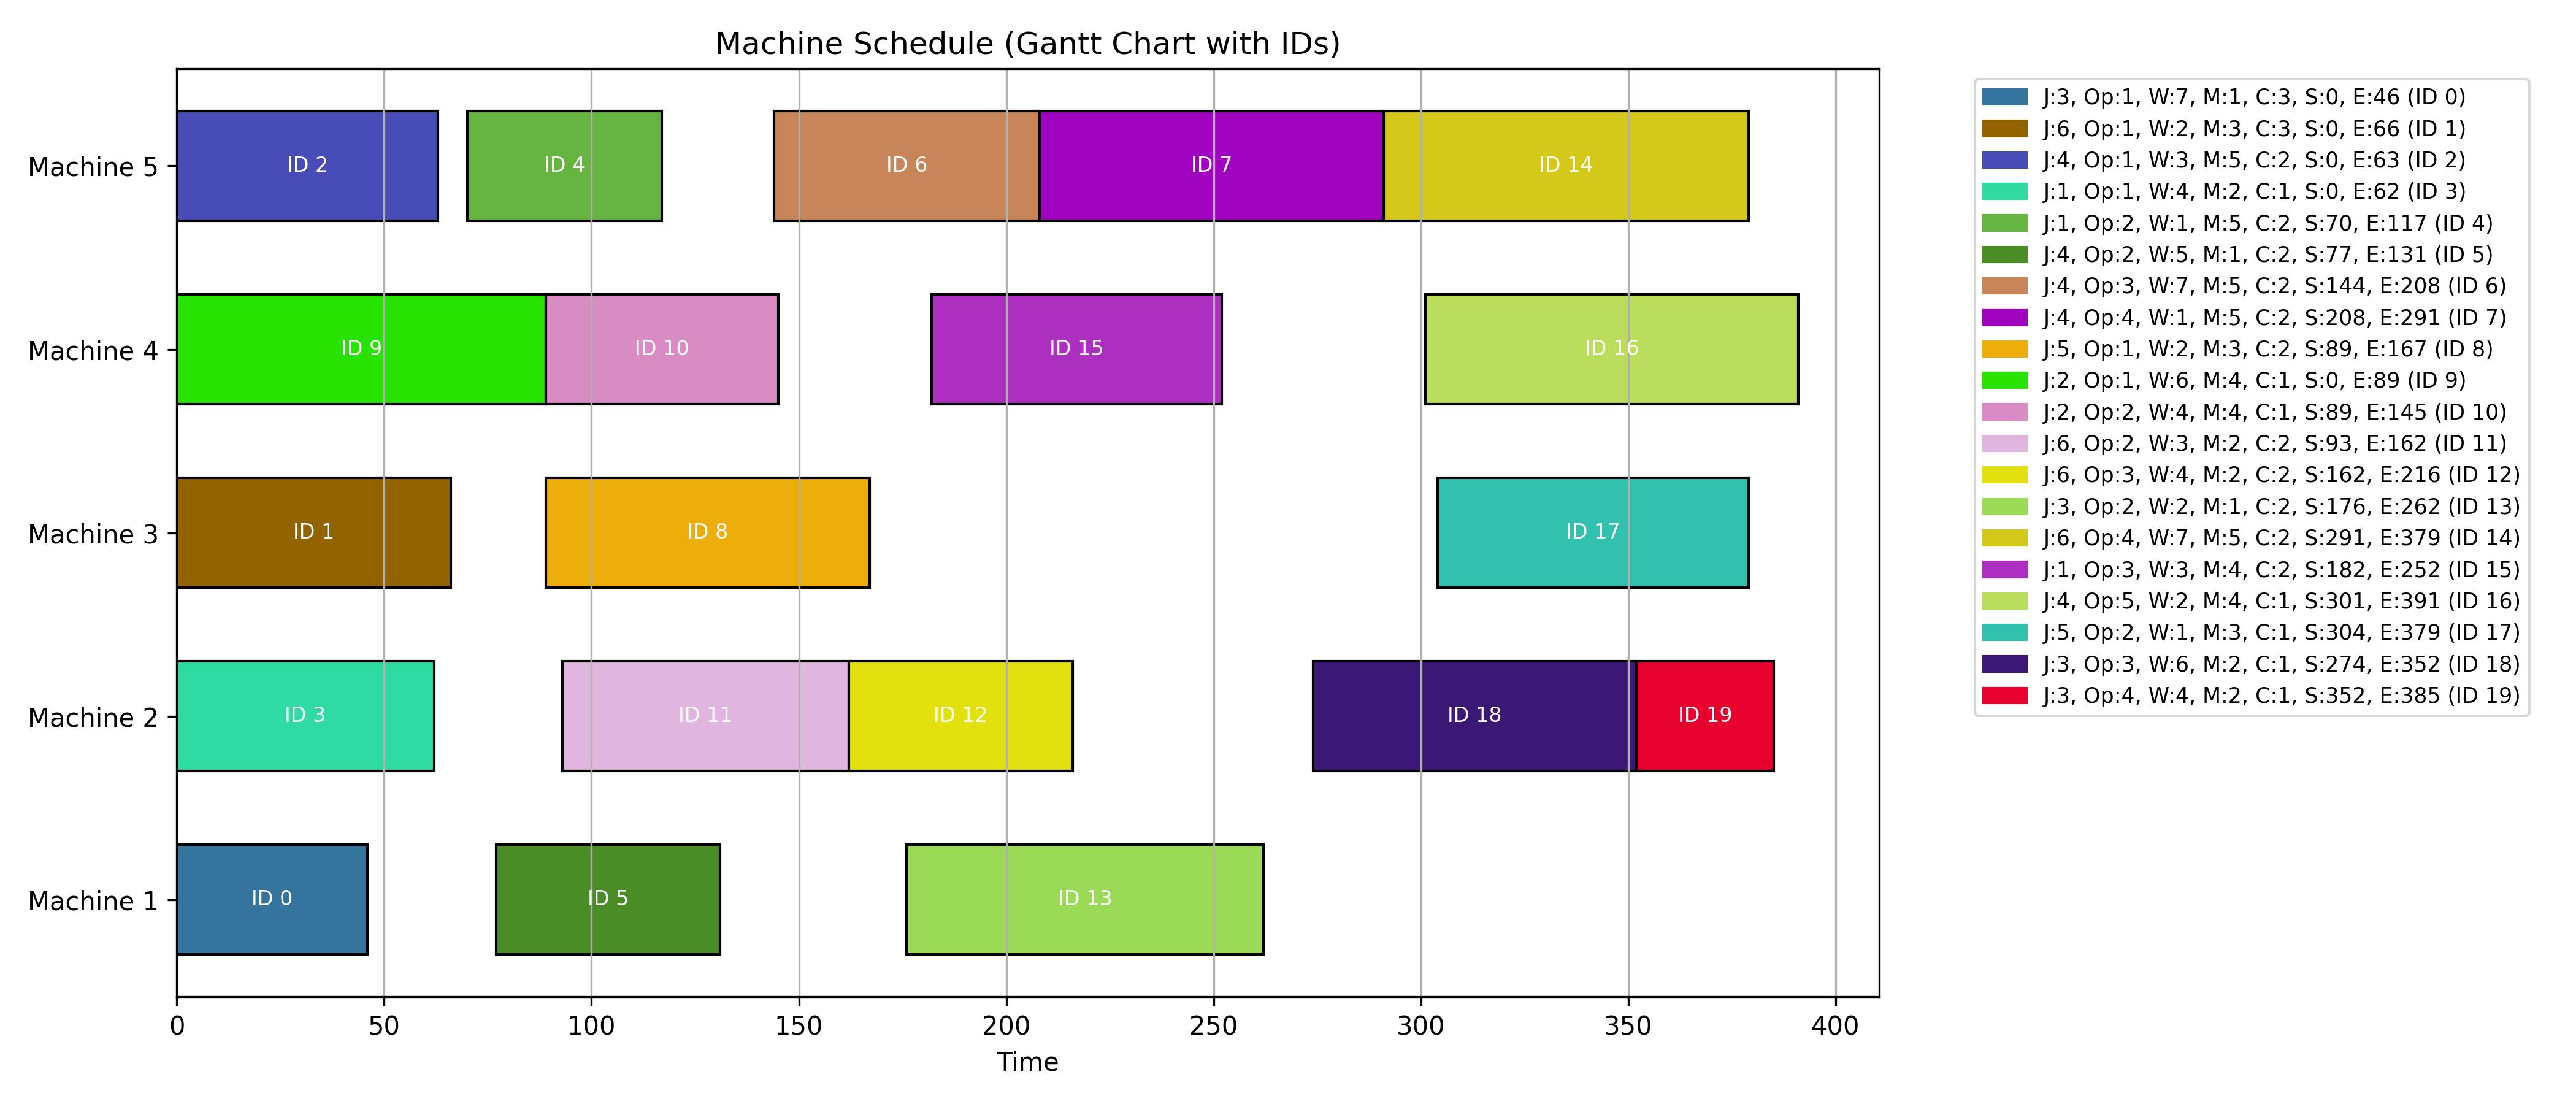 Machine Schedule (Gantt Chart with IDs)
Machine 5
ID 2
ID 4
ID 6
ID 7
ID 14
Machine 4
ID 9
ID 10
ID 15
ID 16
Machine 3
ID 1
ID 8
ID 17
Machine 2
ID 3
ID 11
ID 12
ID 18
ID 19
Machine 1
ID 0
ID 5
ID 13
0 50 100 150 200 250 300 350 400
Time
J:3, Op:1, W:7, M:1, C:3, S:0, E:46 (ID 0)
J:6, Op:1, W:2, M:3, C:3, S:0, E:66 (ID 1)
J:4, Op:1, W:3, M:5, C:2, S:0, E:63 (ID 2)
J:1, Op:1, W:4, M:2, C:1, S:0, E:62 (ID 3)
J:1, Op:2, W:1, M:5, C:2, S:70, E:117 (ID 4)
J:4, Op:2, W:5, M:1, C:2, S:77, E:131 (ID 5)
J:4, Op:3, W:7, M:5, C:2, S:144, E:208 (ID 6)
J:4, Op:4, W:1, M:5, C:2, S:208, E:291 (ID 7)
J:5, Op:1, W:2, M:3, C:2, S:89, E:167 (ID 8)
J:2, Op:1, W:6, M:4, C:1, S:0, E:89 (ID 9)
J:2, Op:2, W:4, M:4, C:1, S:89, E:145 (ID 10)
J:6, Op:2, W:3, M:2, C:2, S:93, E:162 (ID 11)
J:6, Op:3, W:4, M:2, C:2, S:162, E:216 (ID 12)
J:3, Op:2, W:2, M:1, C:2, S:176, E:262 (ID 13)
J:6, Op:4, W:7, M:5, C:2, S:291, E:379 (ID 14)
J:1, Op:3, W:3, M:4, C:2, S:182, E:252 (ID 15)
J:4, Op:5, W:2, M:4, C:1, S:301, E:391 (ID 16)
J:5, Op:2, W:1, M:3, C:1, S:304, E:379 (ID 17)
J:3, Op:3, W:6, M:2, C:1, S:274, E:352 (ID 18)
J:3, Op:4, W:4, M:2, C:1, S:352, E:385 (ID 19)